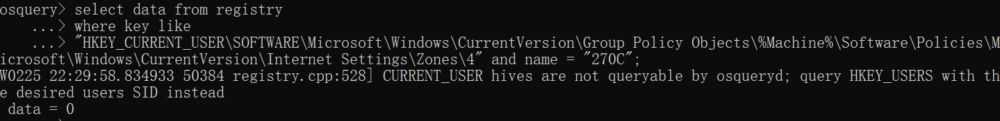 osquery> select data from registry
...> where key like
...> "HKEY_CURRENT_USER\SOFTWARE\Microsoft\Windows\CurrentVersion\Group Policy Objects\%Machine%\Software\Policies\M
icrosoft\Windows\CurrentVersion\Internet Settings\Zones\4" and name = "270C";
W0225 22:29:58.834933 50384 registry.cpp:528] CURRENT_USER hives are not queryable by osqueryd; query HKEY_USERS with th
e desired users SID instead
data = 0